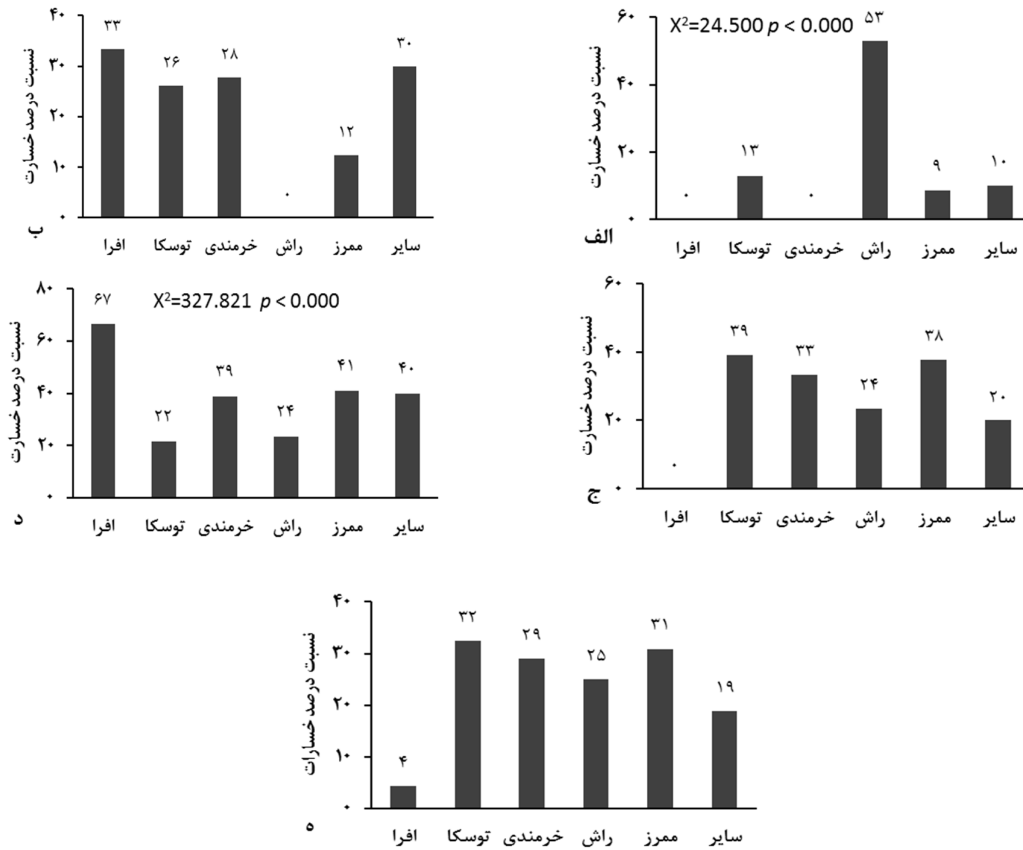 نسبت درصد خسارت
۶۰
۴۰
۲۰
۰
X²=24.500 p < 0.000
۰ ۱۳ ۰ ۵۳ ۹ ۱۰
افرا توسکا خرمندی راش ممرز سایر
الف
نسبت درصد خسارت
۴۰
۳۰
۲۰
۱۰
۰
۳۳ ۲۶ ۲۸ ۰ ۱۲ ۳۰
افرا توسکا خرمندی راش ممرز سایر
ب
نسبت درصد خسارت
۶۰
۴۰
۲۰
۰
۰ ۳۹ ۳۳ ۲۴ ۳۸ ۲۰
افرا توسکا خرمندی راش ممرز سایر
ج
نسبت درصد خسارت
۸۰
۶۰
۴۰
۲۰
۰
X²=327.821 p < 0.000
۶۷ ۲۲ ۳۹ ۲۴ ۴۱ ۴۰
افرا توسکا خرمندی راش ممرز سایر
د
نسبت درصد خسارات
۴۰
۳۰
۲۰
۱۰
۰
۴ ۳۲ ۲۹ ۲۵ ۳۱ ۱۹
افرا توسکا خرمندی راش ممرز سایر
ه